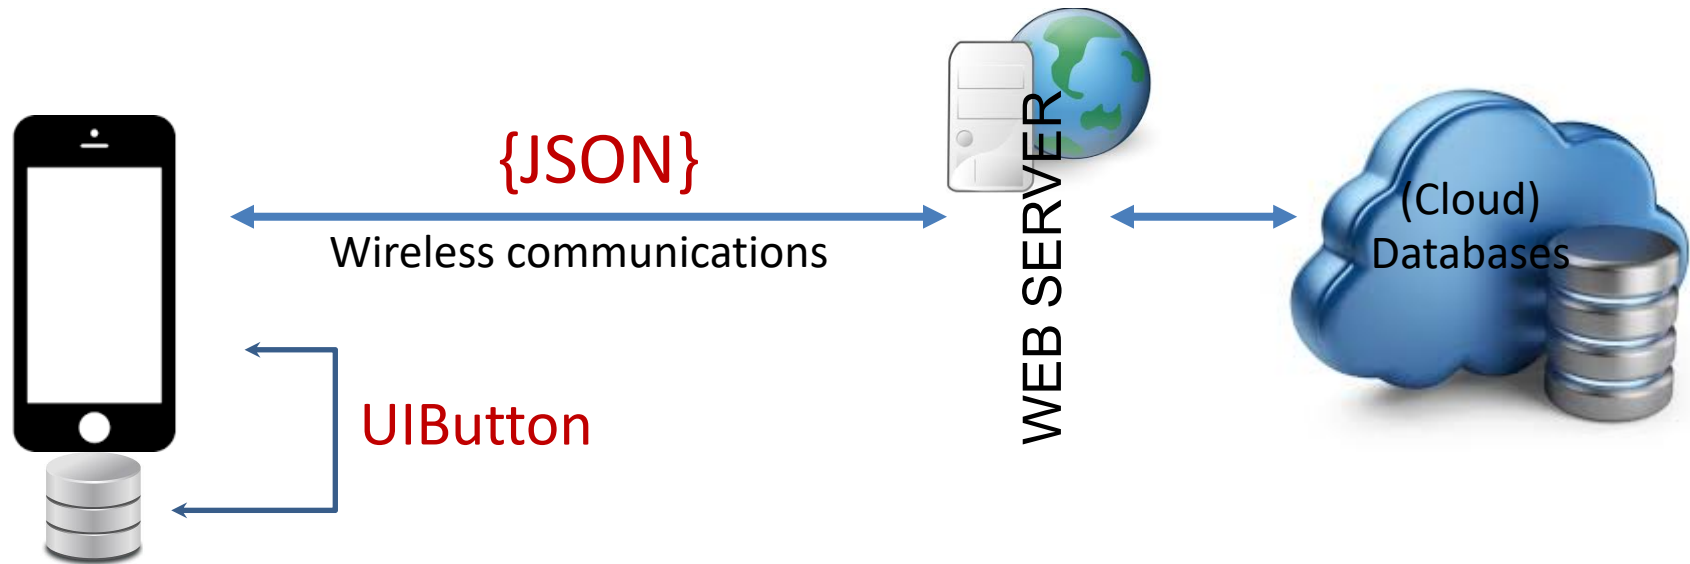 {JSON}
Wireless communications
UIButton
WEB SERVER
(Cloud)
Databases